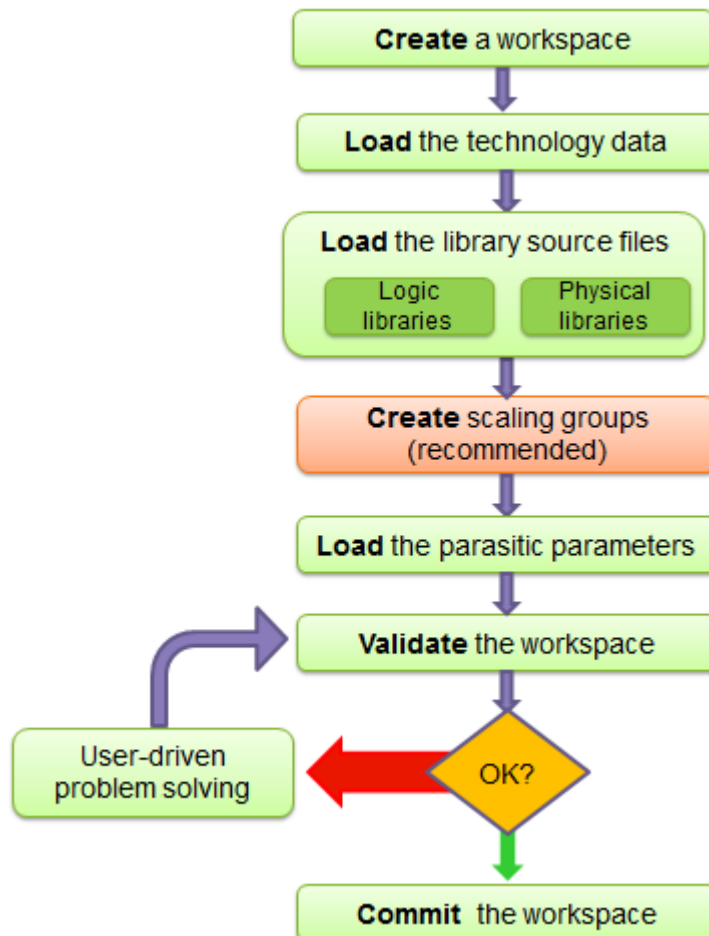 Create a workspace
Load the technology data
Load the library source files
Logic
libraries
Physical
libraries
Create scaling groups
(recommended)
Load the parasitic parameters
Validate the workspace
User-driven
problem solving
OK?
Commit the workspace